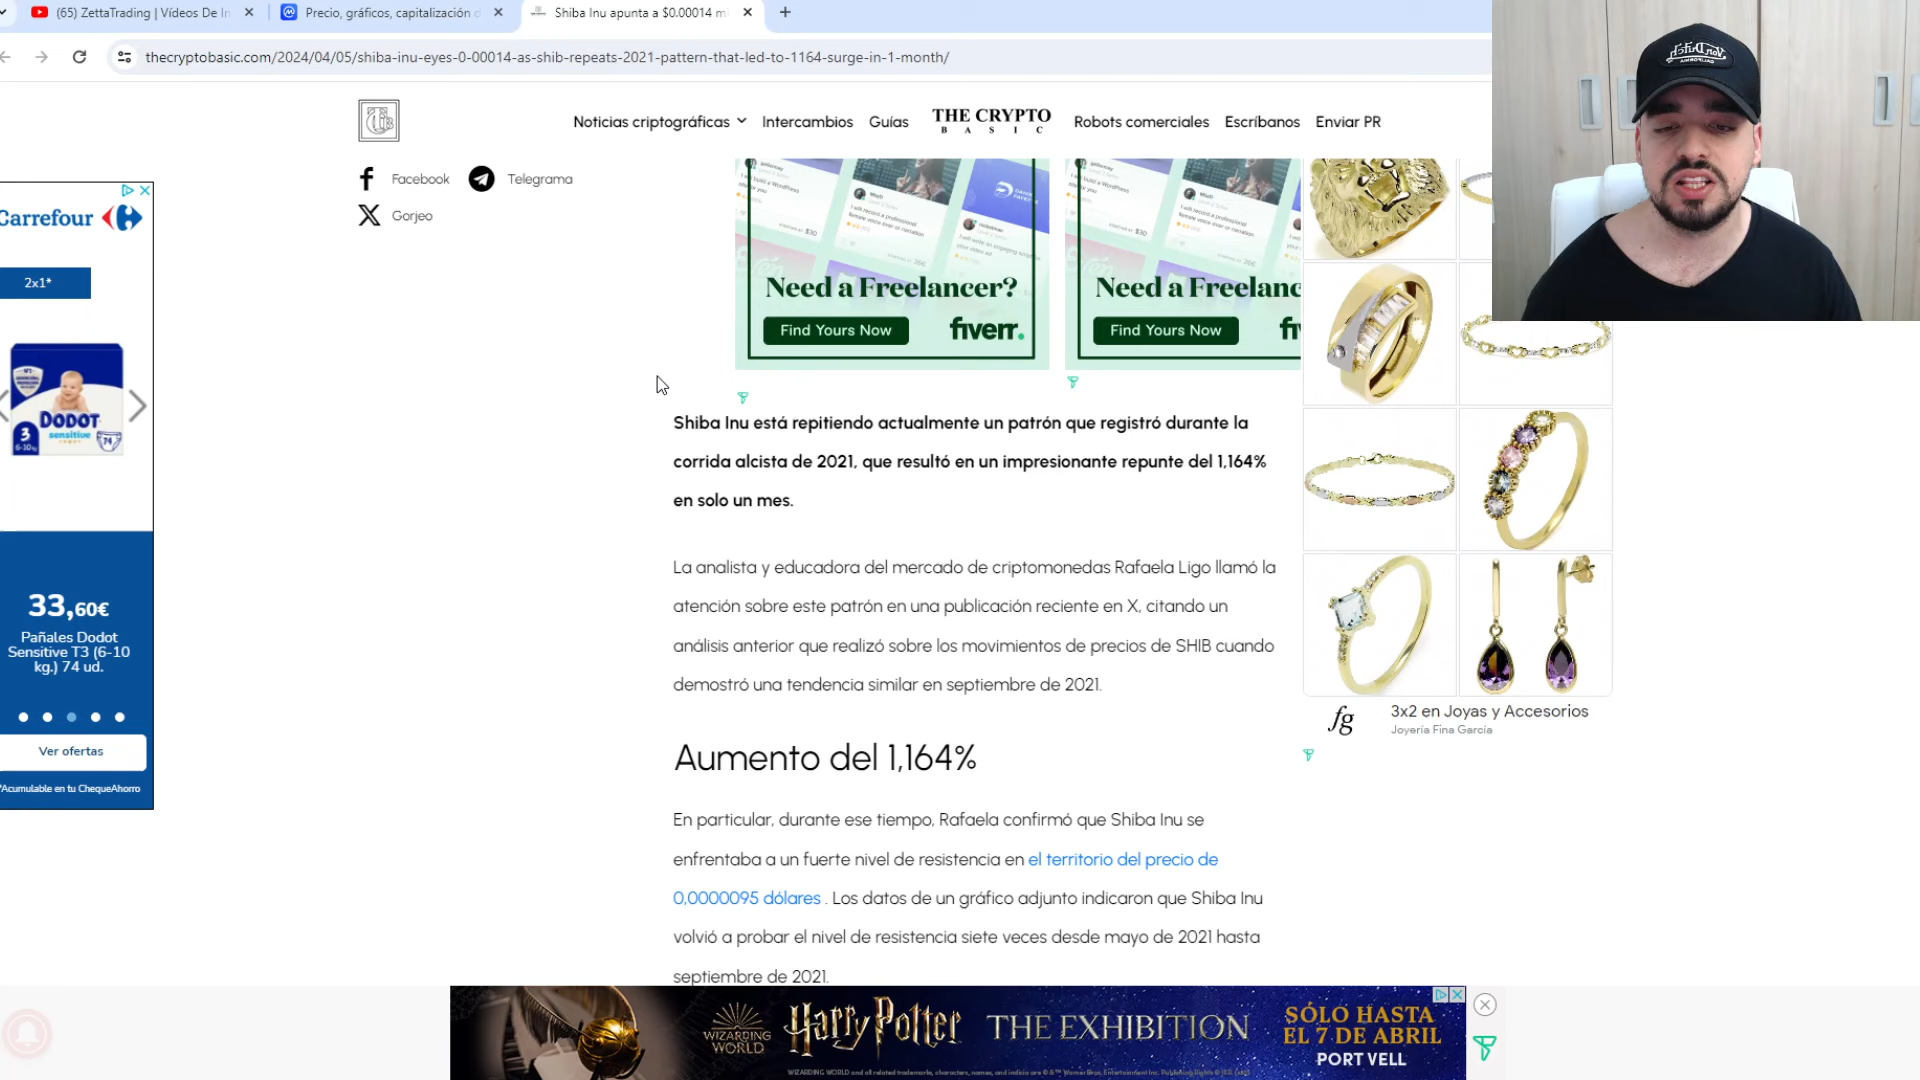 (65) ZettaTrading | Vídeos De In
Precio, gráficos, capitalización d
Shiba Inu apunta a $0.00014 m
thecryptobasic.com/2024/04/05/shiba-inu-eyes-0-00014-as-shib-repeats-2021-pattern-that-led-to-1164-surge-in-1-month/
Noticias criptográficas
Intercambios
Guías
THE CRYPTO
BASIC
Robots comerciales
Escríbanos
Enviar PR
Facebook
Telegrama
Gorjeo
Carrefour
2x1*
DODOT
sensitive
3
6-10kg
74
33,60€
Pañales Dodot
Sensitive T3 (6-10
kg.) 74 ud.
Ver ofertas
*Acumulable en tu ChequeAhorro
Need a Freelancer?
Find Yours Now
fiverr.
Need a Freelanc
Find Yours Now
fi
Von Dutch
Shiba Inu está repitiendo actualmente un patrón que registró durante la
corrida alcista de 2021, que resultó en un impresionante repunte del 1,164%
en solo un mes.
La analista y educadora del mercado de criptomonedas Rafaela Ligo llamó la
atención sobre este patrón en una publicación reciente en X, citando un
análisis anterior que realizó sobre los movimientos de precios de SHIB cuando
demostró una tendencia similar en septiembre de 2021.
Aumento del 1,164%
En particular, durante ese tiempo, Rafaela confirmó que Shiba Inu se
enfrentaba a un fuerte nivel de resistencia en el territorio del precio de
0,0000095 dólares . Los datos de un gráfico adjunto indicaron que Shiba Inu
volvió a probar el nivel de resistencia siete veces desde mayo de 2021 hasta
septiembre de 2021.
fg
3x2 en Joyas y Accesorios
Joyería Fina García
WIZARDING
WORLD
Harry Potter
THE EXHIBITION
SÓLO HASTA
EL 7 DE ABRIL
PORT VELL